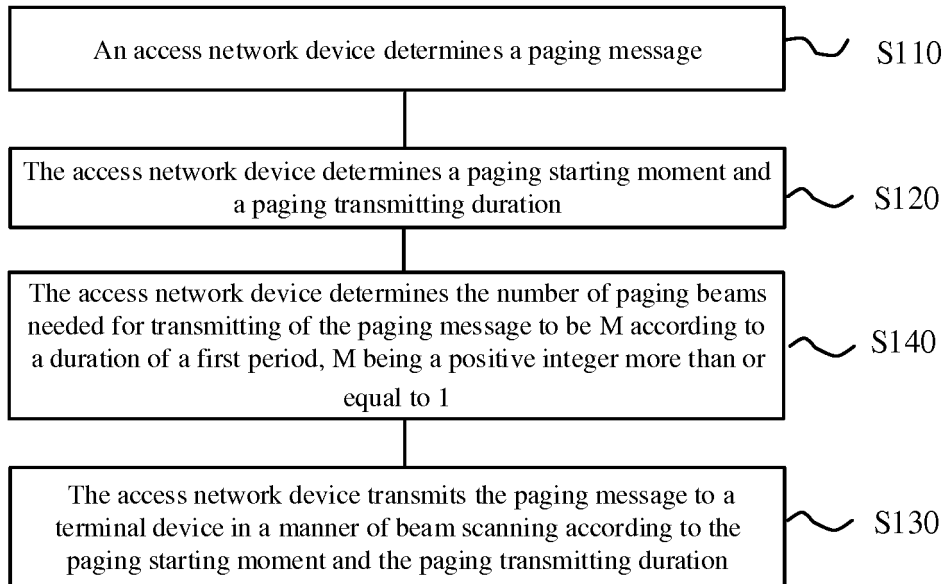 An access network device determines a paging message
S110
The access network device determines a paging starting moment and
a paging transmitting duration
S120
The access network device determines the number of paging beams
needed for transmitting of the paging message to be M according to
a duration of a first period, M being a positive integer more than or
equal to 1
S140
The access network device transmits the paging message to a
terminal device in a manner of beam scanning according to the
paging starting moment and the paging transmitting duration
S130